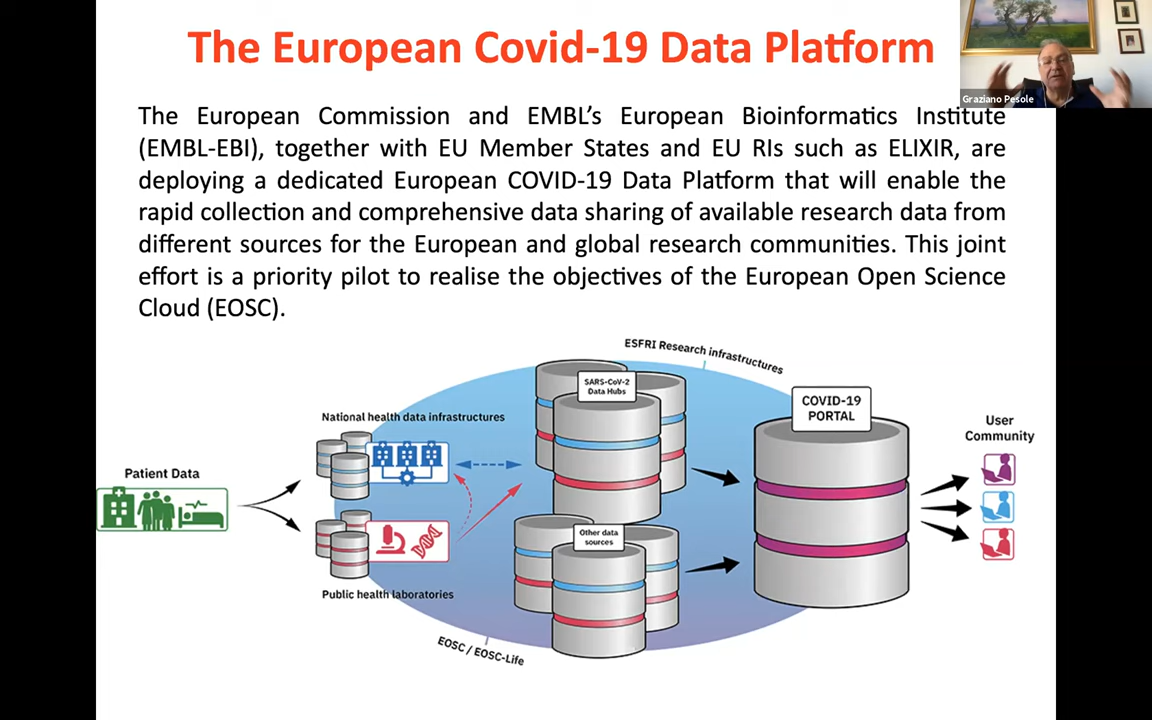 The European Covid-19 Data Platform
Graziano Pesole
The European Commission and EMBL’s European Bioinformatics Institute
(EMBL-EBI), together with EU Member States and EU RIs such as ELIXIR, are
deploying a dedicated European COVID-19 Data Platform that will enable the
rapid collection and comprehensive data sharing of available research data from
different sources for the European and global research communities. This joint
effort is a priority pilot to realise the objectives of the European Open Science
Cloud (EOSC).
ESFRI Research infrastructures
SARS-CoV-2
Data Hubs
COVID-19
PORTAL
National health data infrastructures
User
Community
Patient Data
Other data
sources
Public health laboratories
EOSC / EOSC-Life